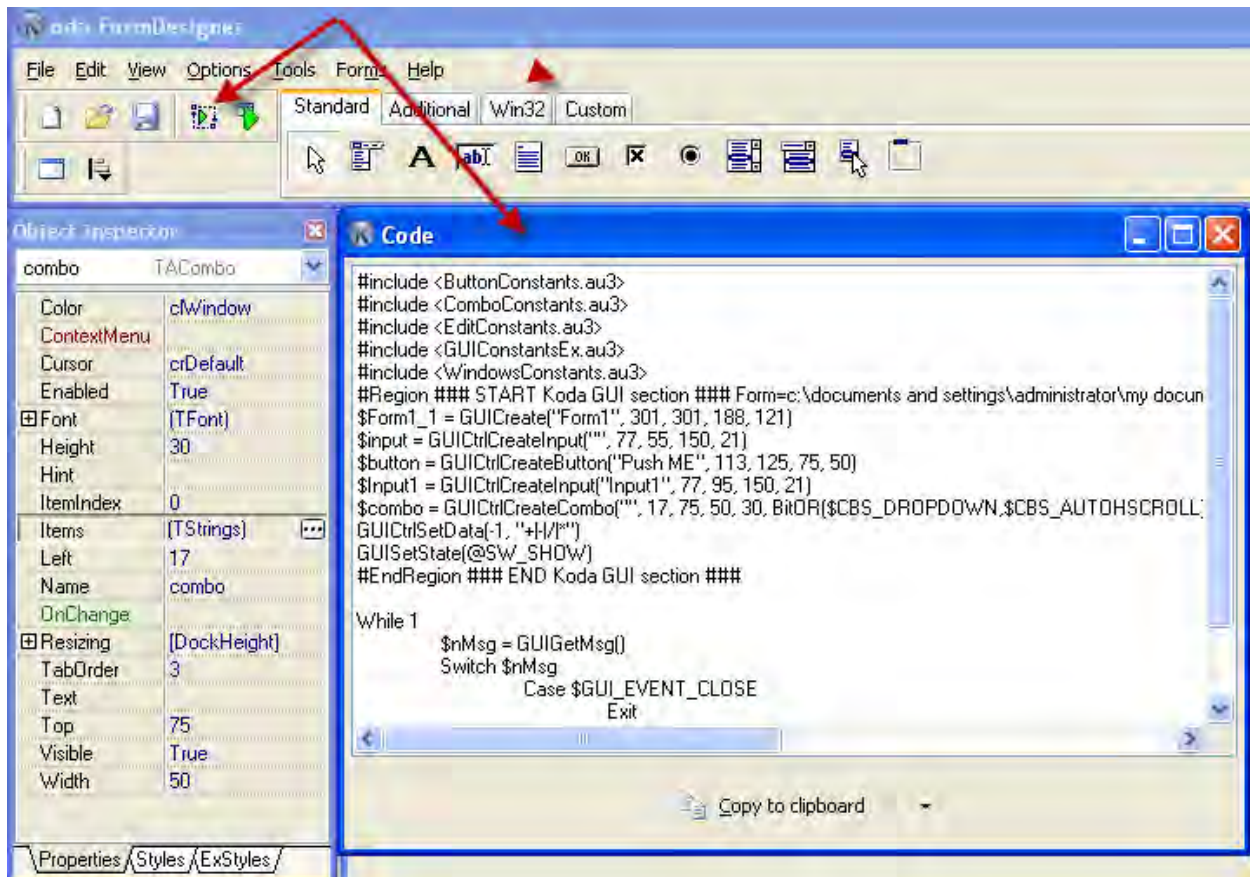 Koda FormDesigner
File Edit View Options Tools Forms Help
Standard Additional Win32 Custom
A ab OK
Object Inspector
combo TACombo
Color clWindow
ContextMenu
Cursor crDefault
Enabled True
Font (TFont)
Height 30
Hint
ItemIndex 0
Items (TStrings) ...
Left 17
Name combo
OnChange
Resizing [DockHeight]
TabOrder 3
Text
Top 75
Visible True
Width 50
Properties Styles ExStyles
Code
#include <ButtonConstants.au3>
#include <ComboConstants.au3>
#include <EditConstants.au3>
#include <GUIConstantsEx.au3>
#include <WindowsConstants.au3>
#Region ### START Koda GUI section ### Form=c:\documents and settings\administrator\my docun
$Form1_1 = GUICreate("Form1", 301, 301, 188, 121)
$input = GUICtrlCreateInput("", 77, 55, 150, 21)
$button = GUICtrlCreateButton("Push ME", 113, 125, 75, 50)
$Input1 = GUICtrlCreateInput("Input1", 77, 95, 150, 21)
$combo = GUICtrlCreateCombo("", 17, 75, 50, 30, BitOR($CBS_DROPDOWN,$CBS_AUTOHSCROLL)
GUICtrlSetData(-1, "+|-|/|*")
GUISetState(@SW_SHOW)
#EndRegion ### END Koda GUI section ###
While 1
$nMsg = GUIGetMsg()
Switch $nMsg
Case $GUI_EVENT_CLOSE
Exit
Copy to clipboard